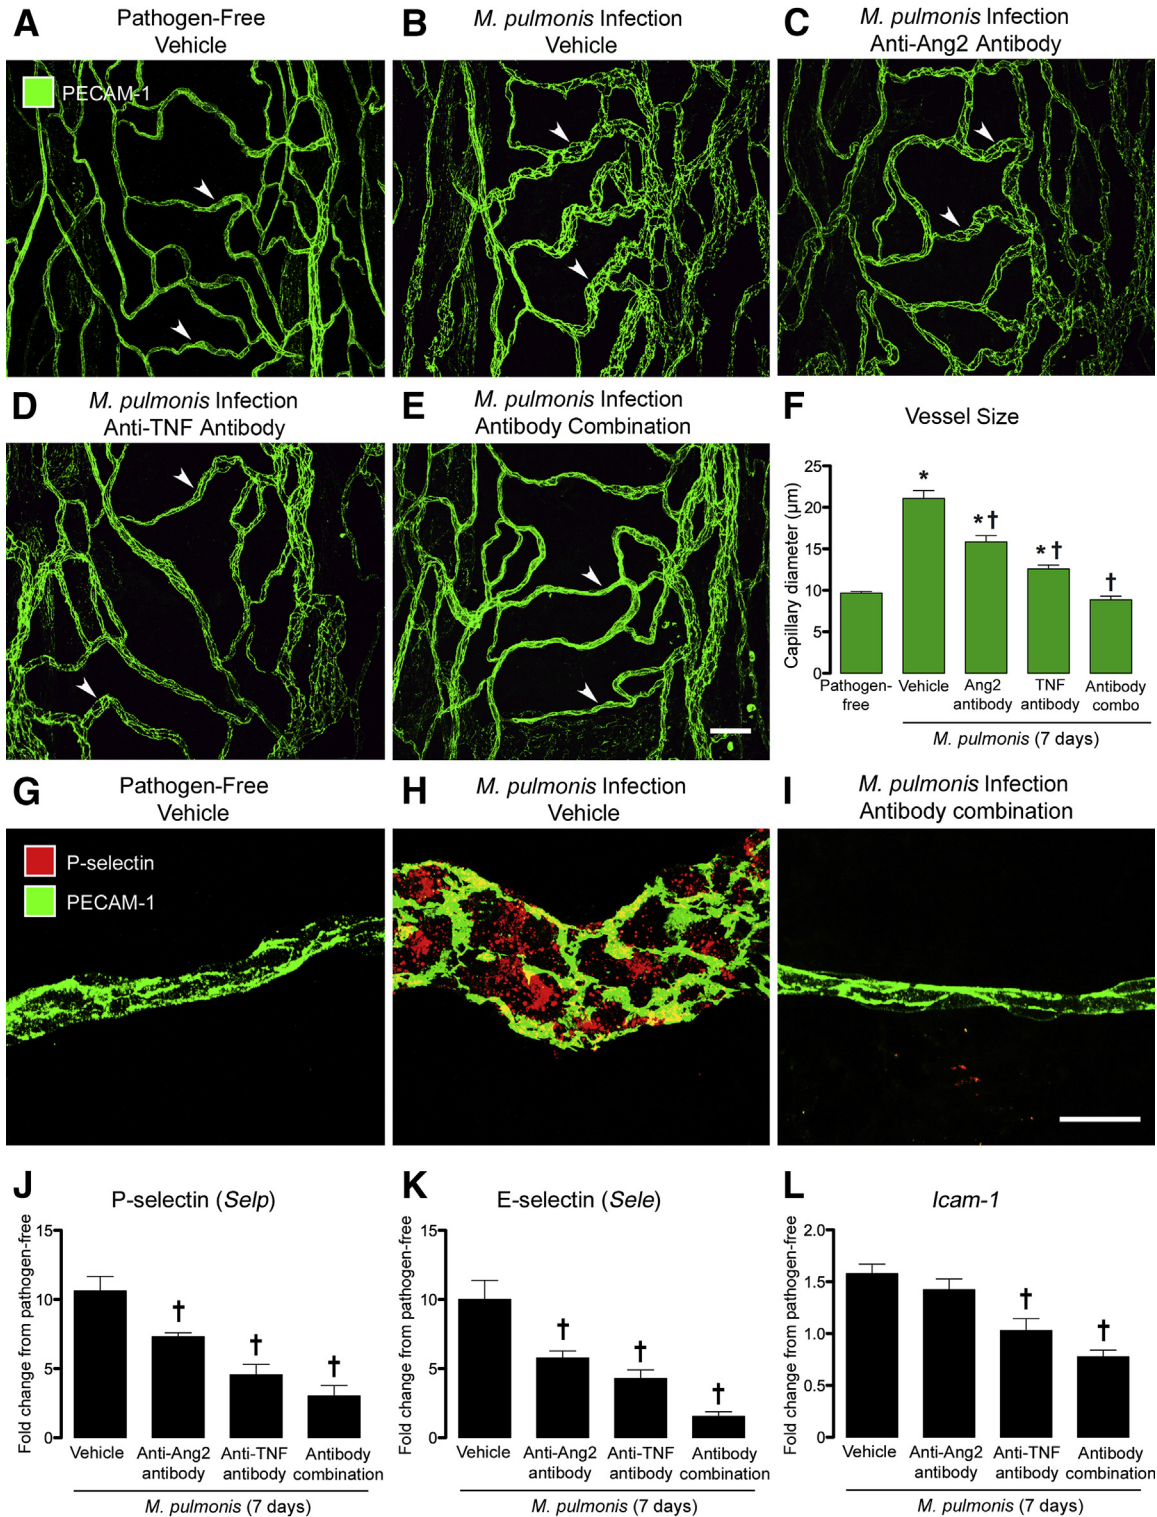 A
Pathogen-Free
Vehicle
B
M. pulmonis Infection
Vehicle
C
M. pulmonis Infection
Anti-Ang2 Antibody
PECAM-1
D
M. pulmonis Infection
Anti-TNF Antibody
E
M. pulmonis Infection
Antibody Combination
F
Vessel Size
Capillary diameter (µm)
25
20
15
10
5
0
*
* †
* †
†
Pathogen-
free
Vehicle
Ang2
antibody
TNF
antibody
Antibody
combo
M. pulmonis (7 days)
G
Pathogen-Free
Vehicle
H
M. pulmonis Infection
Vehicle
I
M. pulmonis Infection
Antibody combination
P-selectin
PECAM-1
J
P-selectin (Selp)
Fold change from pathogen-free
15
10
5
0
†
†
†
Vehicle
Anti-Ang2
antibody
Anti-TNF
antibody
Antibody
combination
M. pulmonis (7 days)
K
E-selectin (Sele)
Fold change from pathogen-free
15
10
5
0
†
†
†
Vehicle
Anti-Ang2
antibody
Anti-TNF
antibody
Antibody
combination
M. pulmonis (7 days)
L
Icam-1
Fold change from pathogen-free
2.0
1.5
1.0
0.5
0
†
†
Vehicle
Anti-Ang2
antibody
Anti-TNF
antibody
Antibody
combination
M. pulmonis (7 days)